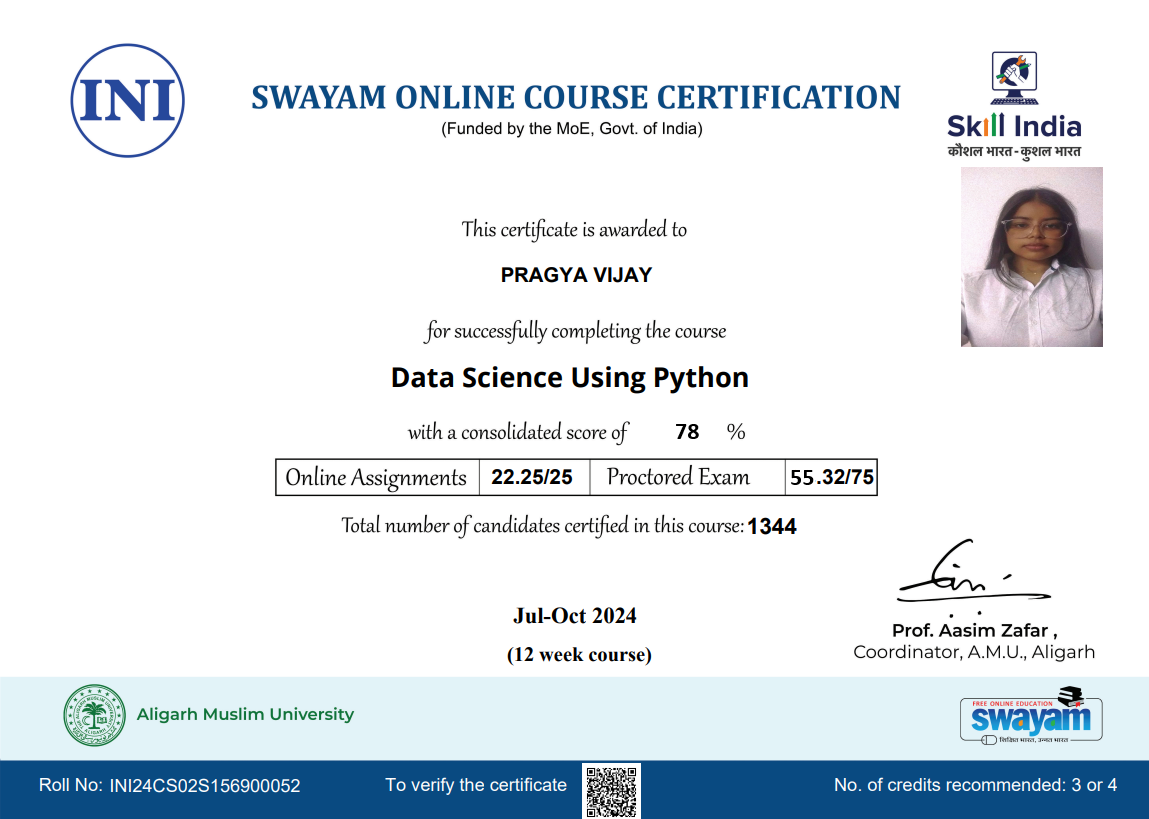 INI
SWAYAM ONLINE COURSE CERTIFICATION
(Funded by the MoE, Govt. of India)
Skill India
कौशल भारत - कुशल भारत
This certificate is awarded to
PRAGYA VIJAY
for successfully completing the course
Data Science Using Python
with a consolidated score of 78 %
Online Assignments 22.25/25 Proctored Exam 55.32/75
Total number of candidates certified in this course: 1344
Jul-Oct 2024
(12 week course)
Prof. Aasim Zafar ,
Coordinator, A.M.U., Aligarh
Aligarh Muslim University
FREE ONLINE EDUCATION
swayam
शिक्षित भारत, उन्नत भारत
Roll No: INI24CS02S156900052
To verify the certificate
No. of credits recommended: 3 or 4